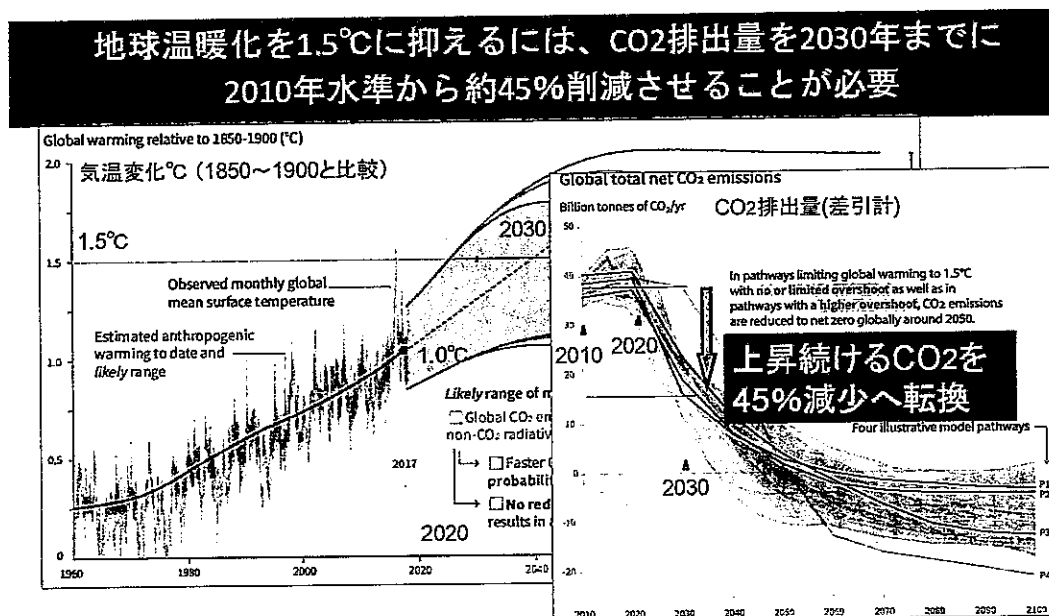 地球温暖化を1.5℃に抑えるには、CO2排出量を2030年までに
2010年水準から約45%削減させることが必要
Global warming relative to 1850-1900 (°C)
2.0
気温変化℃（1850〜1900と比較）
1.5℃
1.5
Observed monthly global
mean surface temperature
Estimated anthropogenic
warming to date and
likely range
1.0
1.0℃
2030
0.5
0
2017
2020
Likely range of m
Global CO2 em
non-CO2 radiativ
Faster
probabilit
No red
results in
1960
1980
2000
2020
2040
Global total net CO2 emissions
Billion tonnes of CO2/yr
CO2排出量(差引計)
50
In pathways limiting global warming to 1.5°C
with no or limited overshoot as well as in
pathways with a higher overshoot, CO2 emissions
are reduced to net zero globally around 2050.
20
10
0
-10
-20
2010
2020
2030
上昇続けるCO2を
45%減少へ転換
Four illustrative model pathways
P1
P2
P3
P4
2010
2020
2030
2040
2050
2060
2070
2080
2090
2100